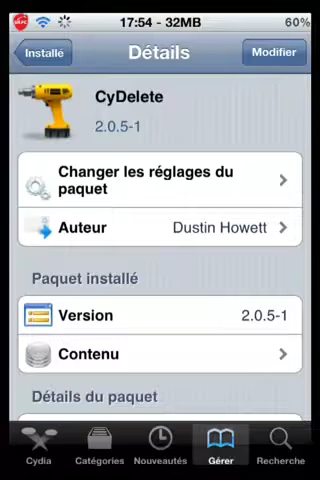 17:54 - 32MB
60%
Installé
Détails
Modifier
CyDelete
2.0.5-1
Changer les réglages du
paquet
Auteur
Dustin Howett
Paquet installé
Version
2.0.5-1
Contenu
Détails du paquet
Cydia
Catégories
Nouveautés
Gérer
Recherche